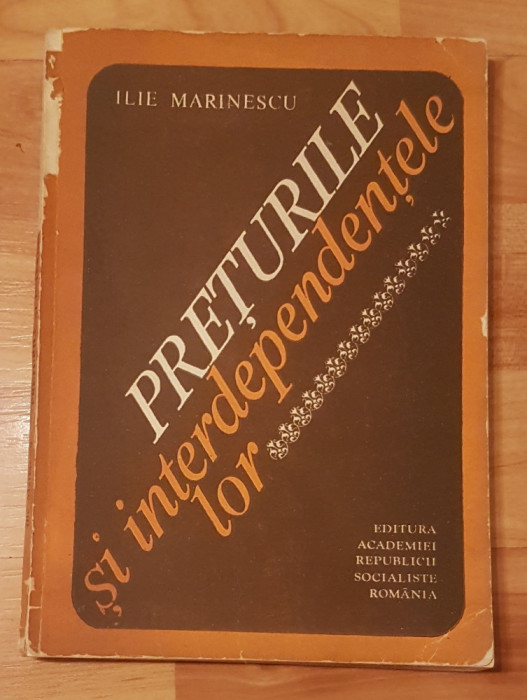 ILIE MARINESCU
PREȚURILE
și interdependențele
lor
EDITURA
ACADEMIEI
REPUBLICII
SOCIALISTE
ROMÂNIA